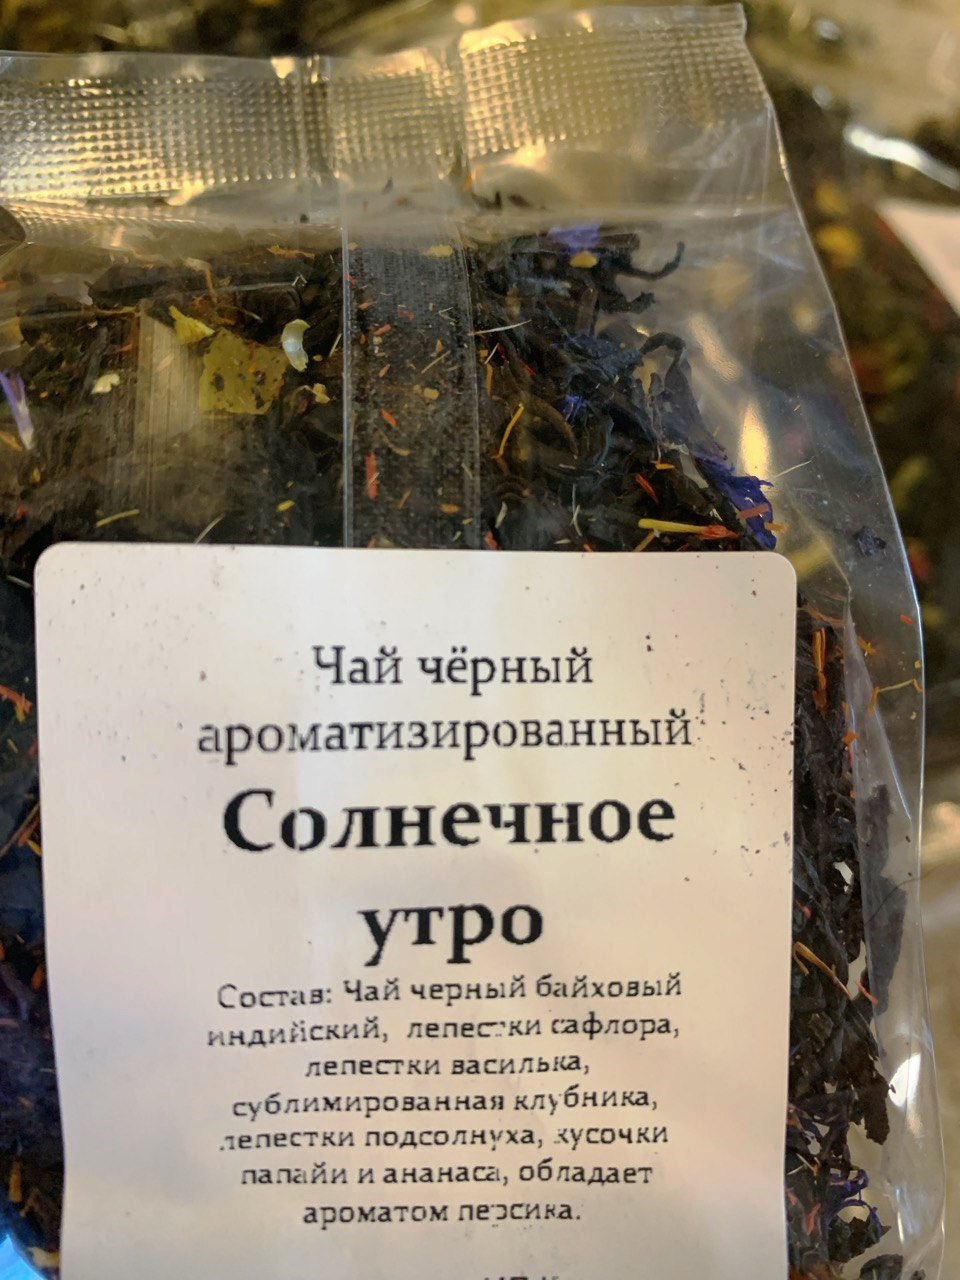 Чай чёрный
ароматизированный
Солнечное
утро
Состав: Чай черный байховый
индийский, лепестки сафлора,
лепестки василька,
сублимированная клубника,
лепестки подсолнуха, кусочки
папайи и ананаса, обладает
ароматом персика.